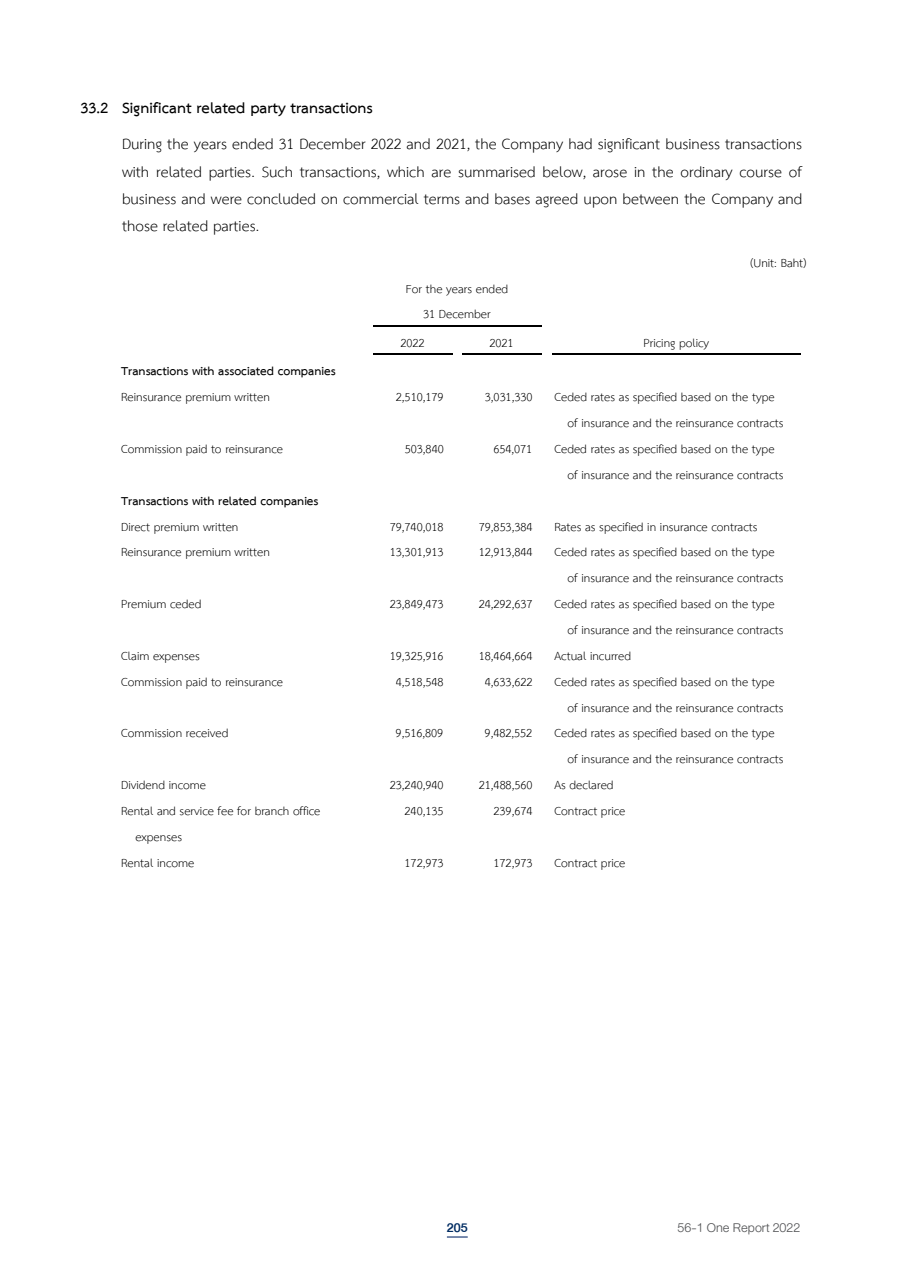 33.2 Significant related party transactions
During the years ended 31 December 2022 and 2021, the Company had significant business transactions
with related parties. Such transactions, which are summarised below, arose in the ordinary course of
business and were concluded on commercial terms and bases agreed upon between the Company and
those related parties.
(Unit: Baht)
For the years ended
31 December
2022 2021 Pricing policy
Transactions with associated companies
Reinsurance premium written 2,510,179 3,031,330 Ceded rates as specified based on the type
of insurance and the reinsurance contracts
Commission paid to reinsurance 503,840 654,071 Ceded rates as specified based on the type
of insurance and the reinsurance contracts
Transactions with related companies
Direct premium written 79,740,018 79,853,384 Rates as specified in insurance contracts
Reinsurance premium written 13,301,913 12,913,844 Ceded rates as specified based on the type
of insurance and the reinsurance contracts
Premium ceded 23,849,473 24,292,637 Ceded rates as specified based on the type
of insurance and the reinsurance contracts
Claim expenses 19,325,916 18,464,664 Actual incurred
Commission paid to reinsurance 4,518,548 4,633,622 Ceded rates as specified based on the type
of insurance and the reinsurance contracts
Commission received 9,516,809 9,482,552 Ceded rates as specified based on the type
of insurance and the reinsurance contracts
Dividend income 23,240,940 21,488,560 As declared
Rental and service fee for branch office 240,135 239,674 Contract price
expenses
Rental income 172,973 172,973 Contract price
205 56-1 One Report 2022